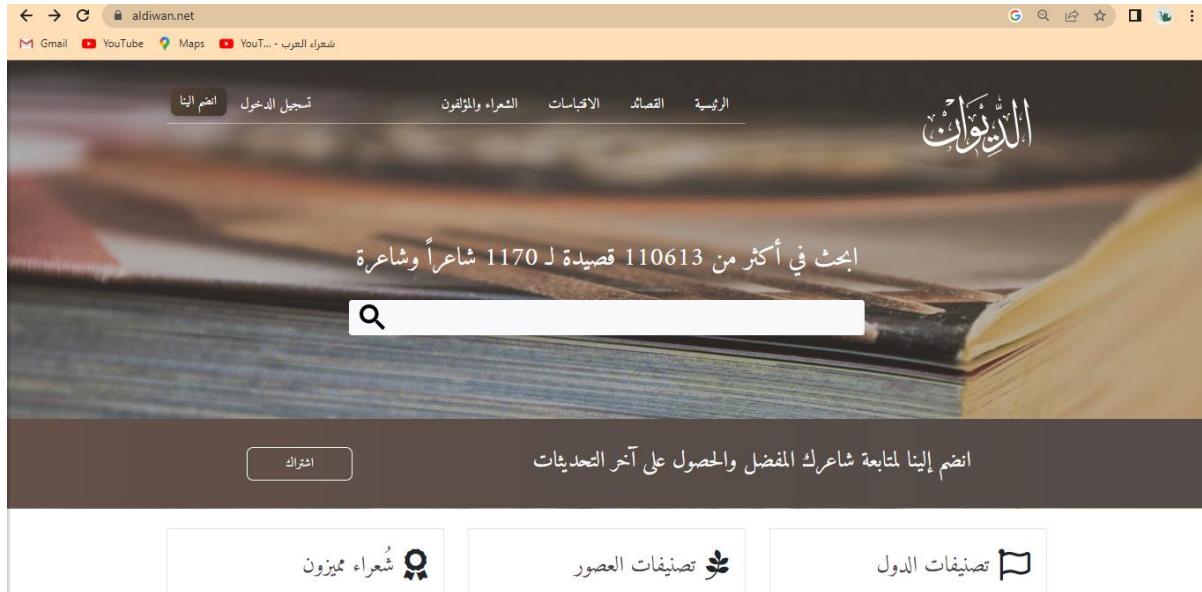 aldiwan.net
Gmail YouTube Maps YouT... - شعراء العرب
الدِّيوَان
الرئيسية القصائد الاقتباسات الشعراء والمؤلفون تسجيل الدخول انضم الينا
ابحث في أكثر من 110613 قصيدة لـ 1170 شاعراً وشاعرة
انضم إلينا لمتابعة شاعرك المفضل والحصول على آخر التحديثات اشتراك
تصنيفات الدول تصنيفات العصور شُعراء مميزون